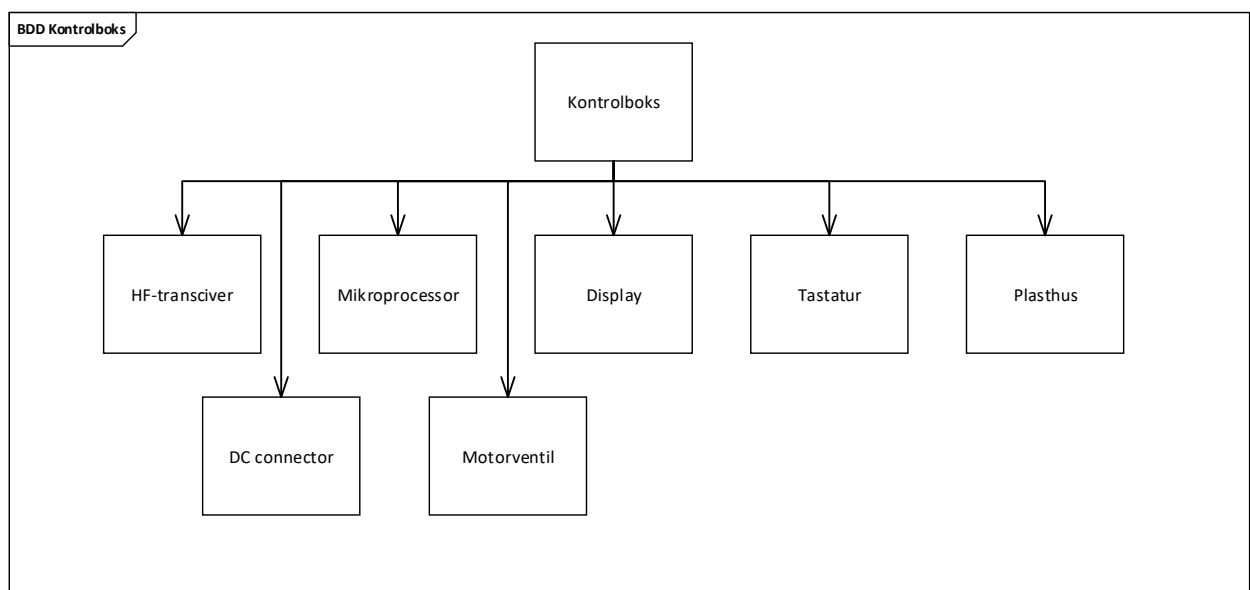 BDD Kontrolboks
Kontrolboks
HF-transciver
Mikroprocessor
Display
Tastatur
Plasthus
DC connector
Motorventil